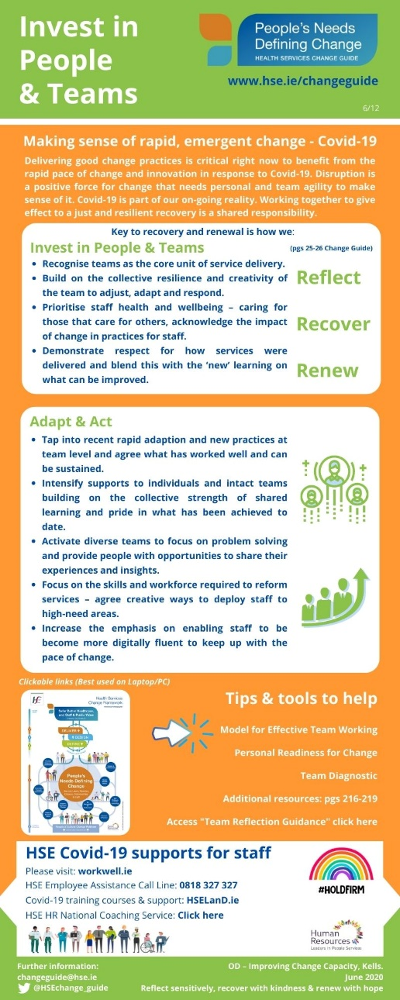 Invest in
People
& Teams
People's Needs
Defining Change
HEALTH SERVICES CHANGE GUIDE
www.hse.ie/changeguide
6/12
Making sense of rapid, emergent change - Covid-19
Delivering good change practices is critical right now to benefit from the
rapid pace of change and innovation in response to Covid-19. Disruption is
a positive force for change that needs personal and team agility to make
sense of it. Covid-19 is part of our on-going reality. Working together to give
effect to a just and resilient recovery is a shared responsibility.
Key to recovery and renewal is how we:
Invest in People & Teams
(pgs 25-26 Change Guide)
• Recognise teams as the core unit of service delivery.
• Build on the collective resilience and creativity of
the team to adjust, adapt and respond.
• Prioritise staff health and wellbeing – caring for
those that care for others, acknowledge the impact
of change in practices for staff.
• Demonstrate respect for how services were
delivered and blend this with the ‘new’ learning on
what can be improved.
Reflect
Recover
Renew
Adapt & Act
• Tap into recent rapid adaption and new practices at
team level and agree what has worked well and can
be sustained.
• Intensify supports to individuals and intact teams
building on the collective strength of shared
learning and pride in what has been achieved to
date.
• Activate diverse teams to focus on problem solving
and provide people with opportunities to share their
experiences and insights.
• Focus on the skills and workforce required to reform
services – agree creative ways to deploy staff to
high-need areas.
• Increase the emphasis on enabling staff to be
become more digitally fluent to keep up with the
pace of change.
Clickable links (Best used on Laptop/PC)
Health Services
Change Framework
Safer Better Healthcare,
and Staff & Public Value
DELIVER
DESIGN
DEFINE
People's
Needs Defining
Change
Tips & tools to help
Model for Effective Team Working
Personal Readiness for Change
Team Diagnostic
Additional resources: pgs 216-219
Access "Team Reflection Guidance" click here
HSE Covid-19 supports for staff
Please visit: workwell.ie
HSE Employee Assistance Call Line: 0818 327 327
Covid-19 training courses & support: HSELanD.ie
HSE HR National Coaching Service: Click here
#HOLDFIRM
Human
Resources
Leaders in People Services
Further information:
changeguide@hse.ie
@HSEchange_guide
OD – Improving Change Capacity, Kells.
June 2020
Reflect sensitively, recover with kindness & renew with hope